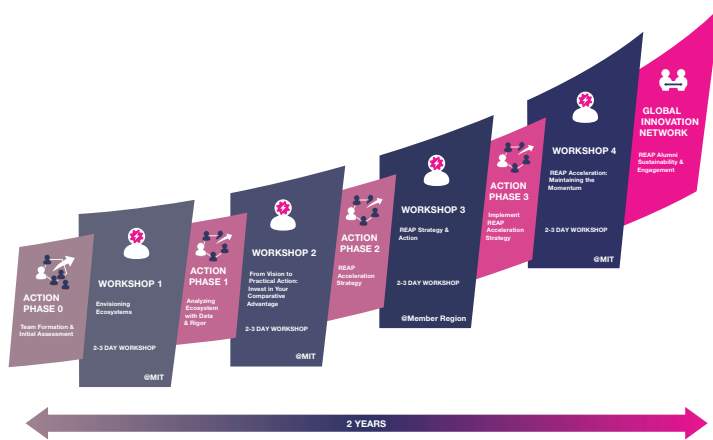 ACTION
PHASE 0
Team Formation &
Initial Assessment
WORKSHOP 1
Envisioning
Ecosystems
2-3 DAY WORKSHOP
@MIT
ACTION
PHASE 1
Analyzing
Ecosystem
with Data
& Rigor
WORKSHOP 2
From Vision to
Practical Action:
Invest in Your
Comparative
Advantage
2-3 DAY WORKSHOP
@MIT
ACTION
PHASE 2
REAP
Acceleration
Strategy
WORKSHOP 3
REAP Strategy &
Action
2-3 DAY WORKSHOP
@Member Region
ACTION
PHASE 3
Implement
REAP
Acceleration
Strategy
WORKSHOP 4
REAP Acceleration:
Maintaining the
Momentum
2-3 DAY WORKSHOP
@MIT
GLOBAL
INNOVATION
NETWORK
REAP Alumni
Sustainability &
Engagement
2 YEARS